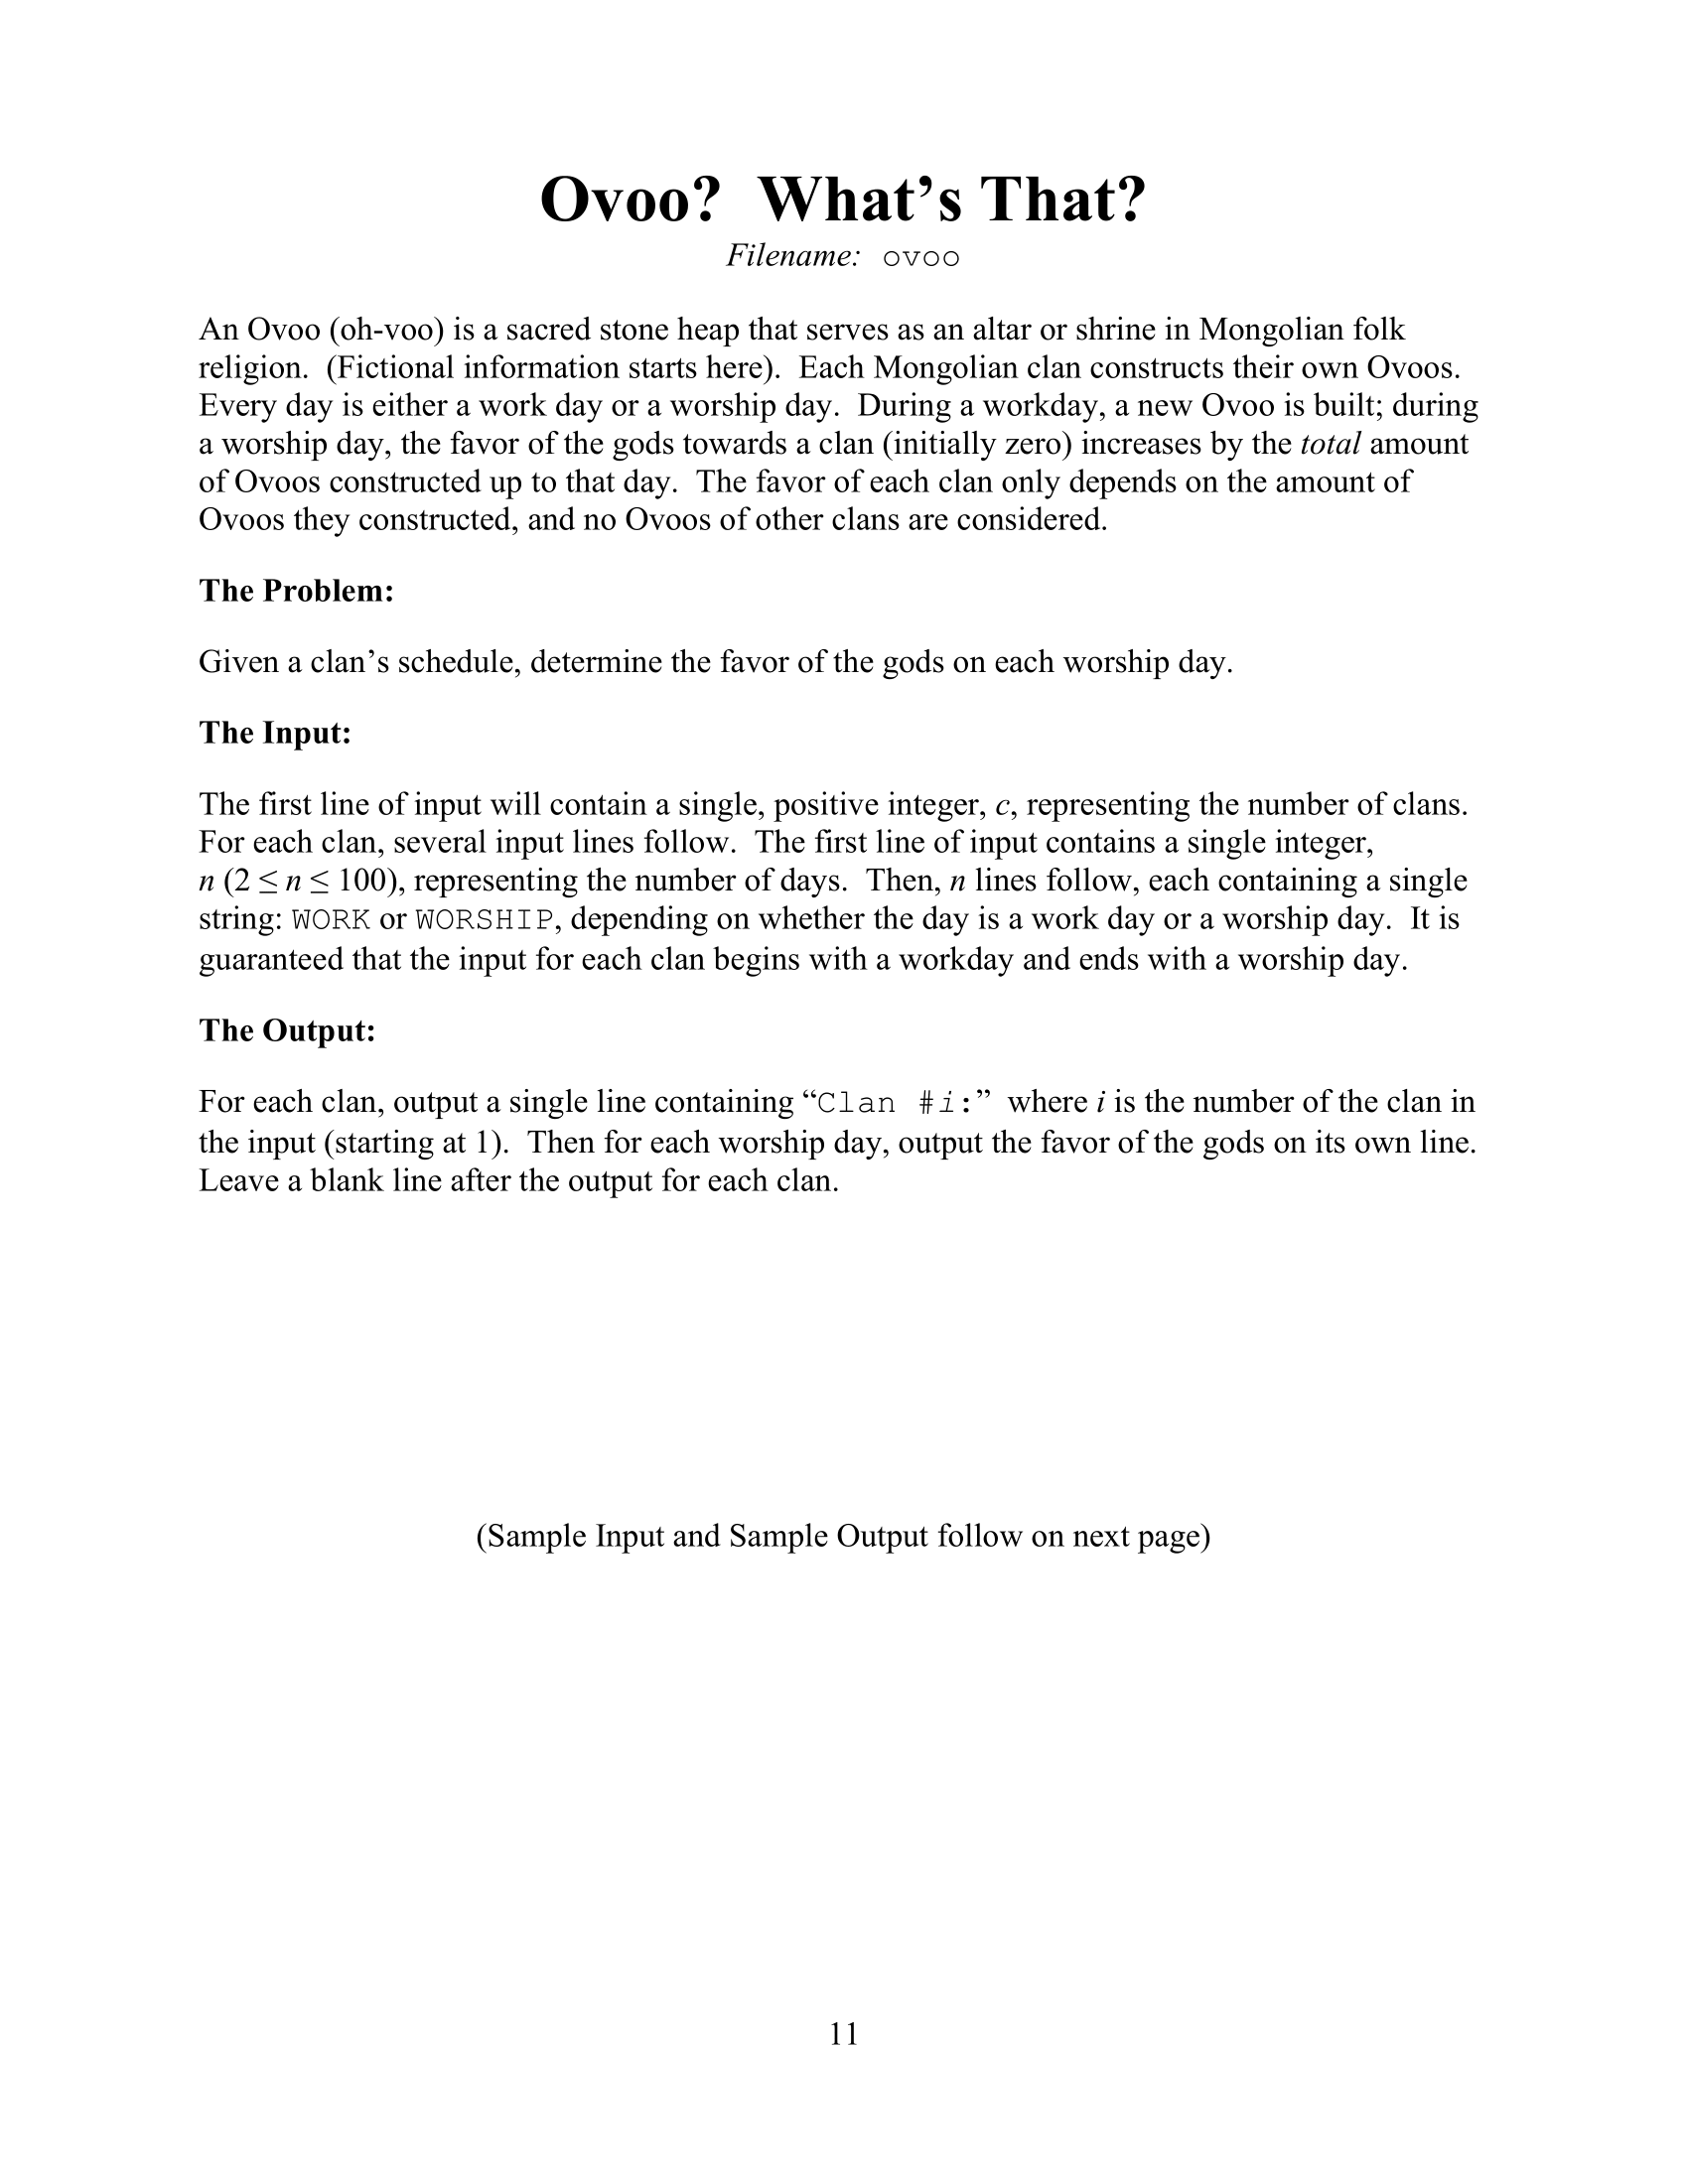 Ovoo?  What’s That?
Filename:  ovoo
An Ovoo (oh-voo) is a sacred stone heap that serves as an altar or shrine in Mongolian folk
religion.  (Fictional information starts here).  Each Mongolian clan constructs their own Ovoos.
Every day is either a work day or a worship day.  During a workday, a new Ovoo is built; during
a worship day, the favor of the gods towards a clan (initially zero) increases by the total amount
of Ovoos constructed up to that day.  The favor of each clan only depends on the amount of
Ovoos they constructed, and no Ovoos of other clans are considered.
The Problem:
Given a clan’s schedule, determine the favor of the gods on each worship day.
The Input:
The first line of input will contain a single, positive integer, c, representing the number of clans.
For each clan, several input lines follow.  The first line of input contains a single integer,
n (2 ≤ n ≤ 100), representing the number of days.  Then, n lines follow, each containing a single
string: WORK or WORSHIP, depending on whether the day is a work day or a worship day.  It is
guaranteed that the input for each clan begins with a workday and ends with a worship day.
The Output:
For each clan, output a single line containing “Clan #i:”  where i is the number of the clan in
the input (starting at 1).  Then for each worship day, output the favor of the gods on its own line.
Leave a blank line after the output for each clan.
(Sample Input and Sample Output follow on next page)
11